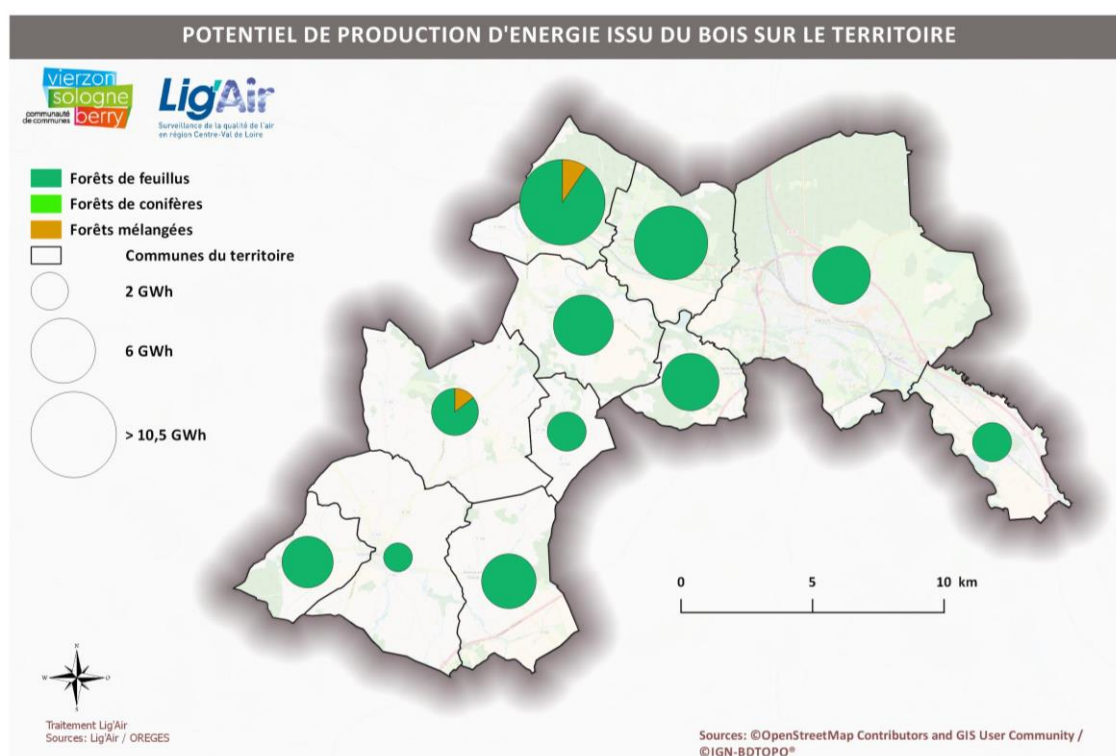 POTENTIEL DE PRODUCTION D'ENERGIE ISSU DU BOIS SUR LE TERRITOIRE
vierzon
sologne
berry
communauté
de communes
Lig'Air
Surveillance de la qualité de l'air
en région Centre-Val de Loire
Forêts de feuillus
Forêts de conifères
Forêts mélangées
Communes du territoire
2 GWh
6 GWh
> 10,5 GWh
0 5 10 km
N
W O
S
Traitement Lig'Air
Sources: Lig'Air / OREGES
Sources: ©OpenStreetMap Contributors and GIS User Community /
©IGN-BDTOPO®